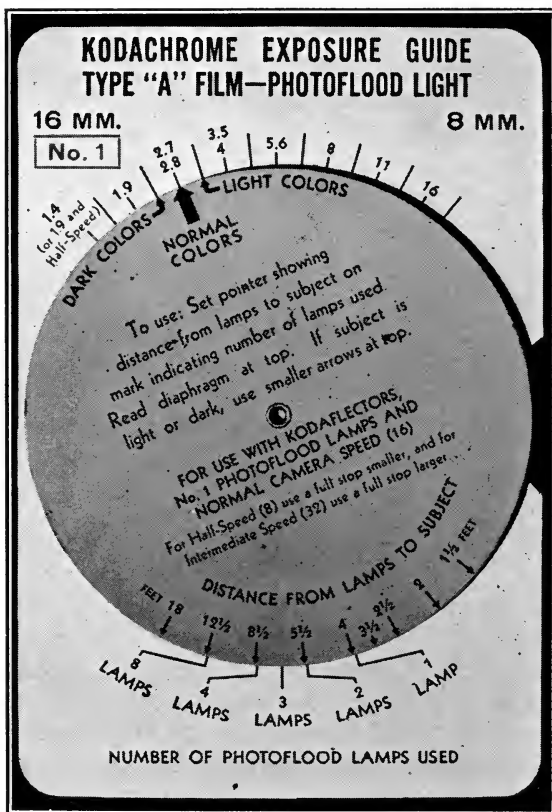 KODACHROME EXPOSURE GUIDE
TYPE "A" FILM—PHOTOFLOOD LIGHT
16 MM.
8 MM.
No. 1
1.4
(or 1.9 and
Half-Speed)
1.9
2.7
2.8
3.5
4
5.6
8
11
16
DARK COLORS
NORMAL
COLORS
LIGHT COLORS
To use: Set pointer showing
distance from lamps to subject on
mark indicating number of lamps used.
Read diaphragm at top. If subject is
light or dark, use smaller arrows at top.
FOR USE WITH KODAFLECTORS,
No. 1 PHOTOFLOOD LAMPS AND
NORMAL CAMERA SPEED (16)
For Half-Speed (8) use a full stop smaller, and for
Intermediate Speed (32) use a full stop larger
DISTANCE FROM LAMPS TO SUBJECT
FEET 18
12½
8½
5½
4
3½
2½
2
1½ FEET
8
LAMPS
4
LAMPS
3
LAMPS
2
LAMPS
1
LAMP
NUMBER OF PHOTOFLOOD LAMPS USED